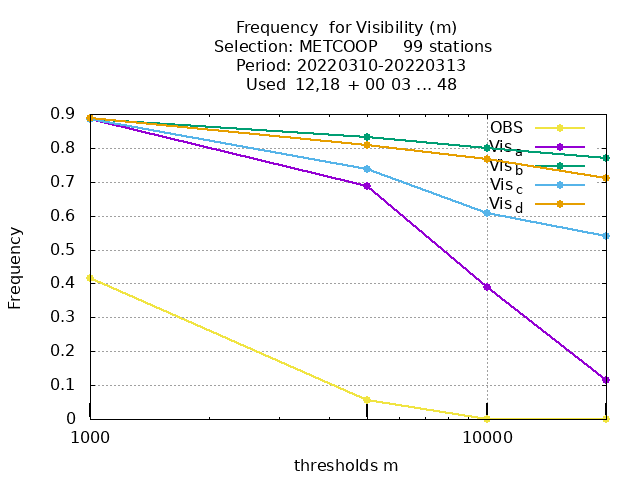 Frequency  for Visibility (m)
Selection: METCOOP     99 stations
Period: 20220310-20220313
Used  12,18  + 00 03 ... 48
0.9
0.8
0.7
0.6
0.5
0.4
0.3
0.2
0.1
0
Frequency
OBS
Vis a
Vis b
Vis c
Vis d
1000
10000
thresholds m